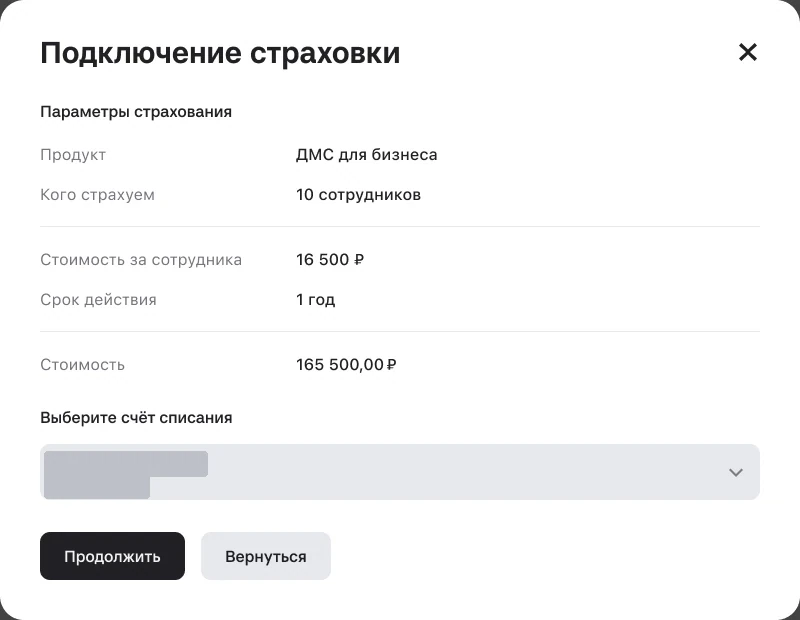 Подключение страховки
Параметры страхования
Продукт ДМС для бизнеса
Кого страхуем 10 сотрудников
Стоимость за сотрудника 16 500 ₽
Срок действия 1 год
Стоимость 165 500,00 ₽
Выберите счёт списания
Продолжить Вернуться